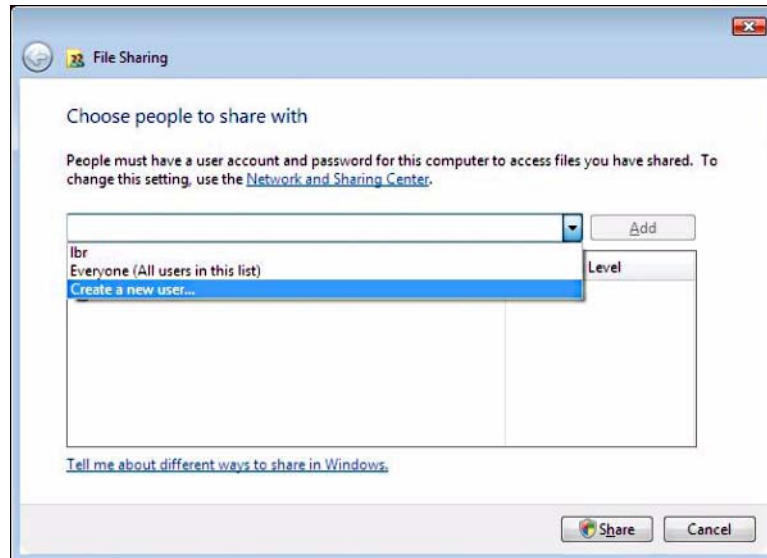 File Sharing
Choose people to share with
People must have a user account and password for this computer to access files you have shared. To
change this setting, use the Network and Sharing Center.
Add
lbr
Everyone (All users in this list)
Create a new user...
Level
Tell me about different ways to share in Windows.
Share
Cancel